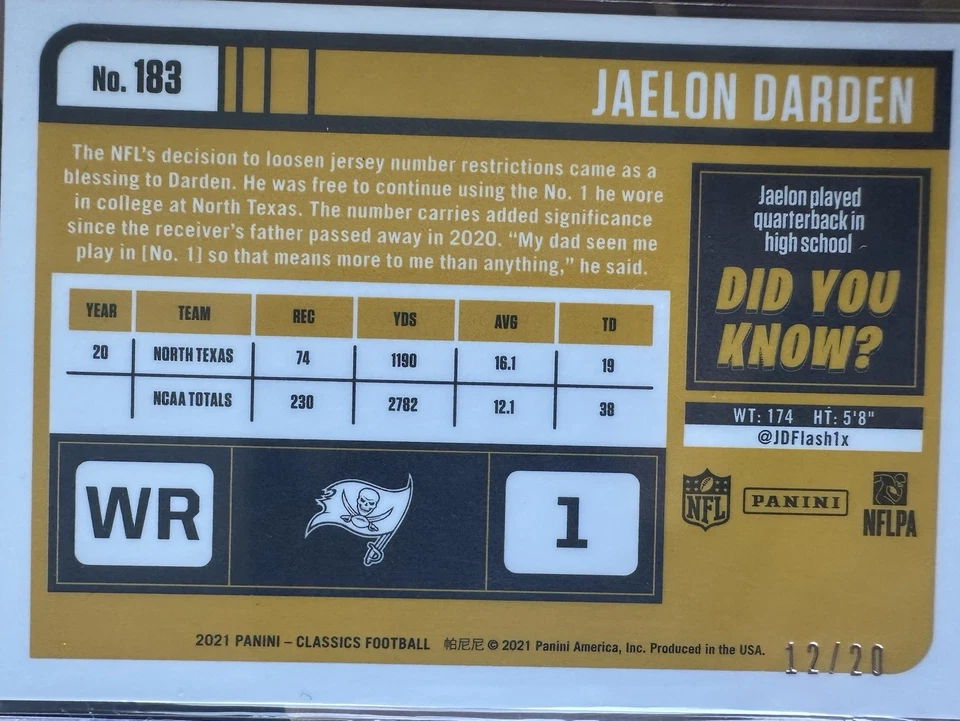 No. 183
JAELON DARDEN
The NFL's decision to loosen jersey number restrictions came as a
blessing to Darden. He was free to continue using the No. 1 he wore
in college at North Texas. The number carries added significance
since the receiver's father passed away in 2020. "My dad seen me
play in [No. 1] so that means more to me than anything," he said.
Jaelon played
quarterback in
high school
DID YOU
KNOW?
YEAR TEAM REC YDS AVG TD
20 NORTH TEXAS 74 1190 16.1 19
NCAA TOTALS 230 2782 12.1 38
WT: 174 HT: 5'8"
@JDFlash1x
WR
1
NFL
PANINI
NFLPA
2021 PANINI – CLASSICS FOOTBALL 帕尼尼 © 2021 Panini America, Inc. Produced in the USA.
12/20